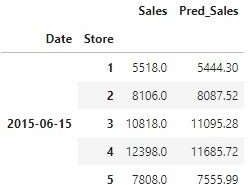 Sales Pred_Sales
Date Store
1 5518.0 5444.30
2 8106.0 8087.52
2015-06-15 3 10818.0 11095.28
4 12398.0 11685.72
5 7808.0 7555.99